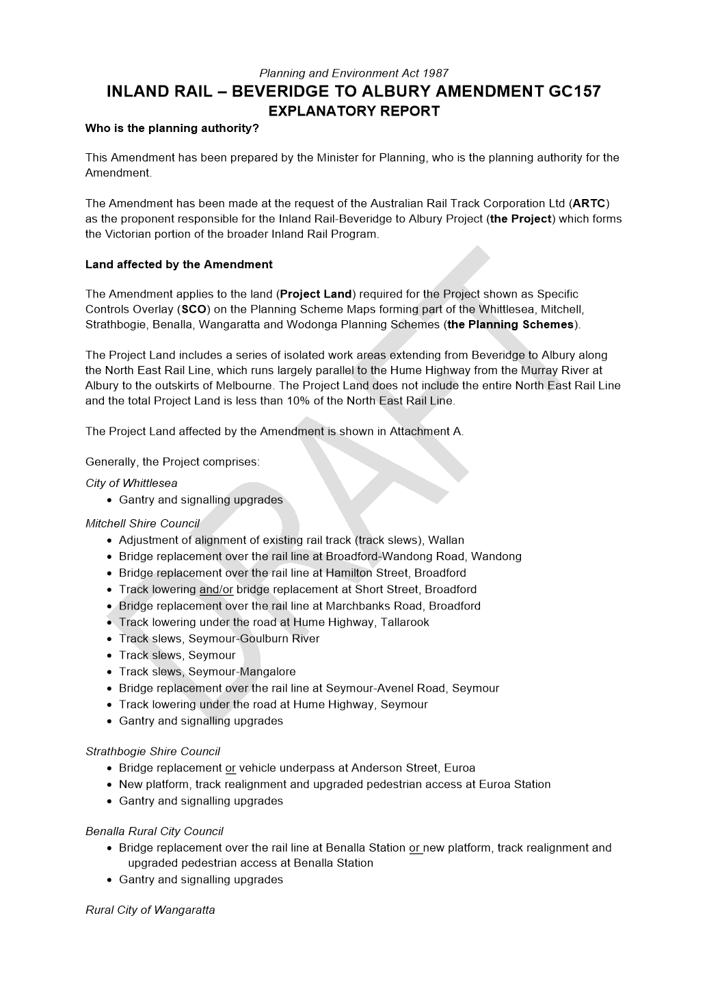 Planning and Environment Act 1987
INLAND RAIL – BEVERIDGE TO ALBURY AMENDMENT GC157
EXPLANATORY REPORT
Who is the planning authority?
This Amendment has been prepared by the Minister for Planning, who is the planning authority for the
Amendment.
The Amendment has been made at the request of the Australian Rail Track Corporation Ltd (ARTC)
as the proponent responsible for the Inland Rail-Beveridge to Albury Project (the Project) which forms
the Victorian portion of the broader Inland Rail Program.
Land affected by the Amendment
The Amendment applies to the land (Project Land) required for the Project shown as Specific
Controls Overlay (SCO) on the Planning Scheme Maps forming part of the Whittlesea, Mitchell,
Strathbogie, Benalla, Wangaratta and Wodonga Planning Schemes (the Planning Schemes).
The Project Land includes a series of isolated work areas extending from Beveridge to Albury along
the North East Rail Line, which runs largely parallel to the Hume Highway from the Murray River at
Albury to the outskirts of Melbourne. The Project Land does not include the entire North East Rail Line
and the total Project Land is less than 10% of the North East Rail Line.
The Project Land affected by the Amendment is shown in Attachment A.
Generally, the Project comprises:
City of Whittlesea
• Gantry and signalling upgrades
Mitchell Shire Council
• Adjustment of alignment of existing rail track (track slews), Wallan
• Bridge replacement over the rail line at Broadford-Wandong Road, Wandong
• Bridge replacement over the rail line at Hamilton Street, Broadford
• Track lowering and/or bridge replacement at Short Street, Broadford
• Bridge replacement over the rail line at Marchbanks Road, Broadford
• Track lowering under the road at Hume Highway, Tallarook
• Track slews, Seymour-Goulburn River
• Track slews, Seymour
• Track slews, Seymour-Mangalore
• Bridge replacement over the rail line at Seymour-Avenel Road, Seymour
• Track lowering under the road at Hume Highway, Seymour
• Gantry and signalling upgrades
Strathbogie Shire Council
• Bridge replacement or vehicle underpass at Anderson Street, Euroa
• New platform, track realignment and upgraded pedestrian access at Euroa Station
• Gantry and signalling upgrades
Benalla Rural City Council
• Bridge replacement over the rail line at Benalla Station or new platform, track realignment and
upgraded pedestrian access at Benalla Station
• Gantry and signalling upgrades
Rural City of Wangaratta
DRAFT